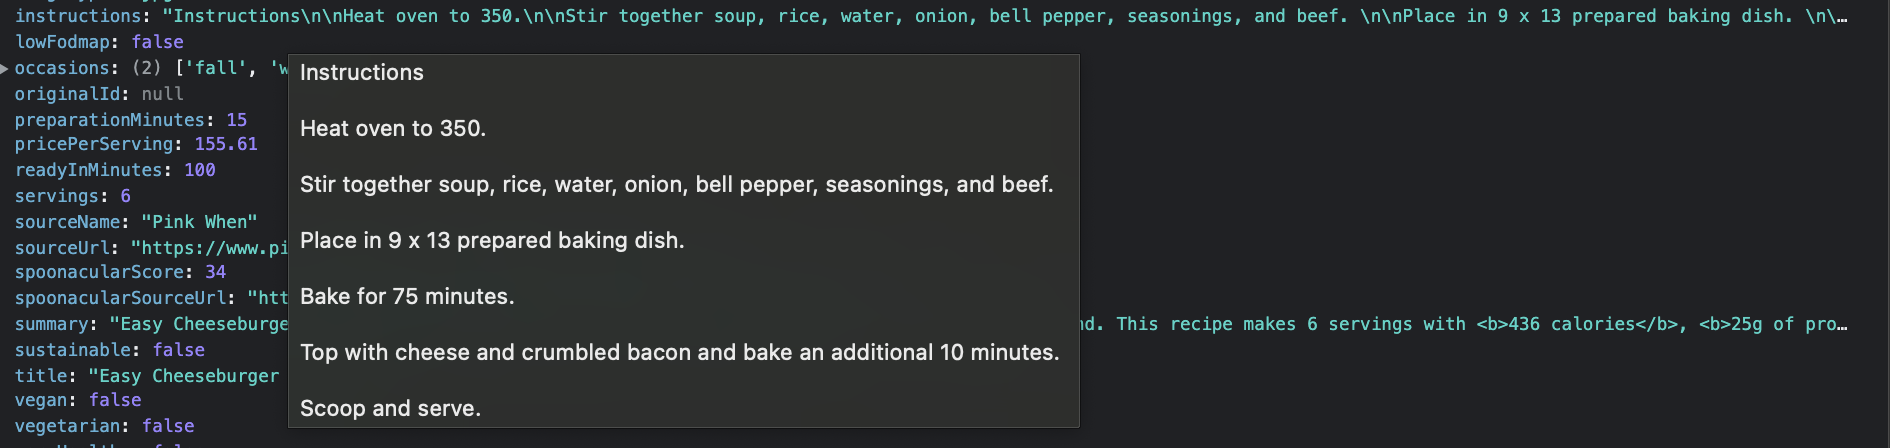 instructions: "Instructions\n\nHeat oven to 350.\n\nStir together soup, rice, water, onion, bell pepper, seasonings, and beef. \n\nPlace in 9 x 13 prepared baking dish. \n\…
lowFodmap: false
occasions: (2) ['fall', 'w
originalId: null
preparationMinutes: 15
pricePerServing: 155.61
readyInMinutes: 100
servings: 6
sourceName: "Pink When"
sourceUrl: "https://www.pi
spoonacularScore: 34
spoonacularSourceUrl: "htt
summary: "Easy Cheeseburge nd. This recipe makes 6 servings with <b>436 calories</b>, <b>25g of pro…
sustainable: false
title: "Easy Cheeseburger
vegan: false
vegetarian: false
Instructions
Heat oven to 350.
Stir together soup, rice, water, onion, bell pepper, seasonings, and beef.
Place in 9 x 13 prepared baking dish.
Bake for 75 minutes.
Top with cheese and crumbled bacon and bake an additional 10 minutes.
Scoop and serve.